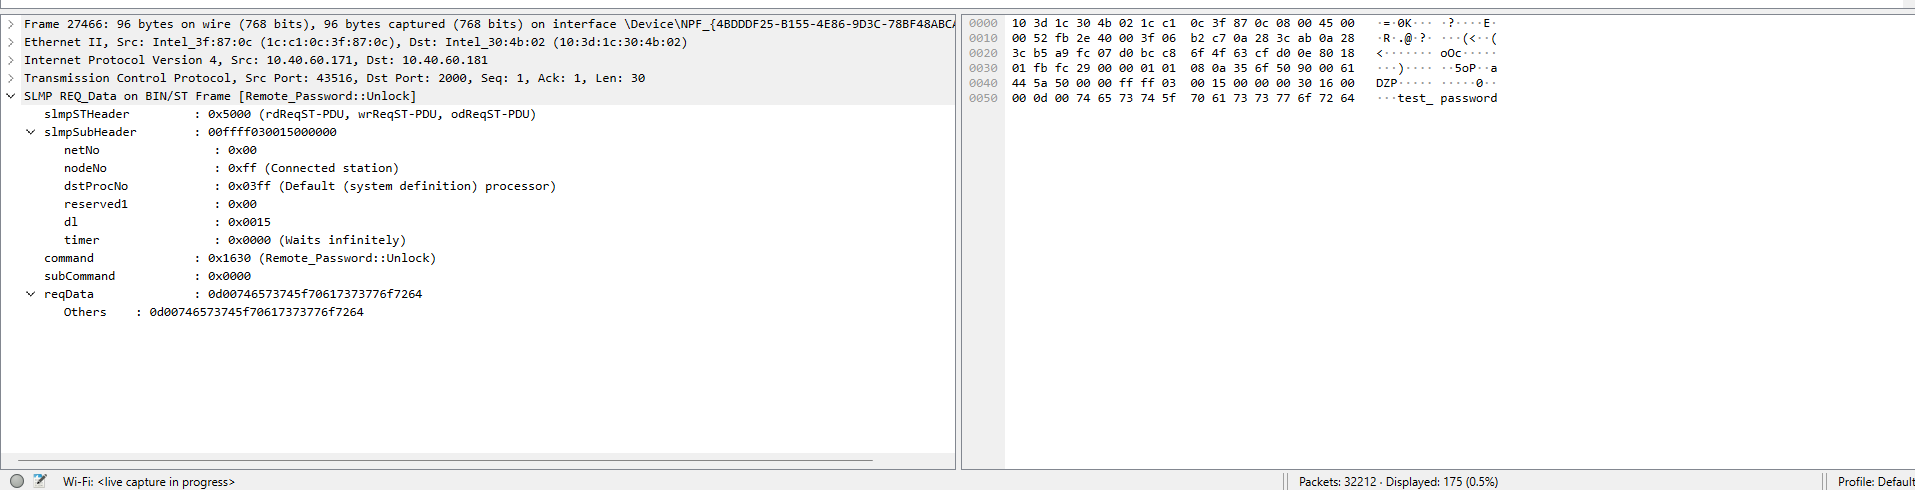 Frame 27466: 96 bytes on wire (768 bits), 96 bytes captured (768 bits) on interface \Device\NPF_{4BDDDF25-B155-4E86-9D3C-78BF48ABCA
Ethernet II, Src: Intel_3f:87:0c (1c:c1:0c:3f:87:0c), Dst: Intel_30:4b:02 (10:3d:1c:30:4b:02)
Internet Protocol Version 4, Src: 10.40.60.171, Dst: 10.40.60.181
Transmission Control Protocol, Src Port: 43516, Dst Port: 2000, Seq: 1, Ack: 1, Len: 30
SLMP REQ_Data on BIN/ST Frame [Remote_Password::Unlock]
slmpSTHeader : 0x5000 (rdReqST-PDU, wrReqST-PDU, odReqST-PDU)
slmpSubHeader : 00ffff030015000000
netNo : 0x00
nodeNo : 0xff (Connected station)
dstProcNo : 0x03ff (Default (system definition) processor)
reserved1 : 0x00
dl : 0x0015
timer : 0x0000 (Waits infinitely)
command : 0x1630 (Remote_Password::Unlock)
subCommand : 0x0000
reqData : 0d00746573745f70617373776f7264
Others : 0d00746573745f70617373776f7264
0000 10 3d 1c 30 4b 02 1c c1 0c 3f 87 0c 08 00 45 00 ·=·0K··· ·?····E·
0010 00 52 fb 2e 40 00 3f 06 b2 c7 0a 28 3c ab 0a 28 ·R·.@·?· ···(<··(
0020 3c b5 a9 fc 07 d0 bc c8 6f 4f 63 cf d0 0e 80 18 <······· oOc·····
0030 01 fb fc 29 00 00 01 01 08 0a 35 6f 50 90 00 61 ···)···· ··5oP··a
0040 44 5a 50 00 00 ff ff 03 00 15 00 00 00 30 16 00 DZP····· ·····0··
0050 00 0d 00 74 65 73 74 5f 70 61 73 73 77 6f 72 64 ···test_ password
Wi-Fi: <live capture in progress>
Packets: 32212 · Displayed: 175 (0.5%)
Profile: Default